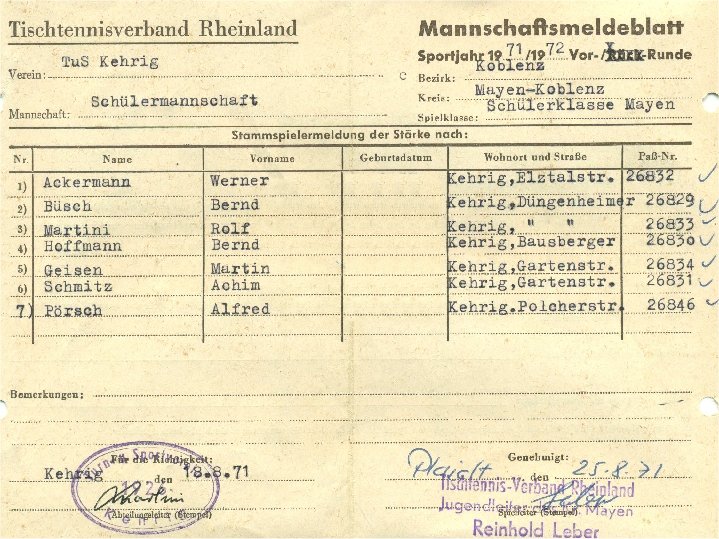 Tischtennisverband Rheinland
Mannschaftsmeldeblatt
Sportjahr 1971/1972 Vor-/Rück-Runde
Verein: TuS Kehrig
C Bezirk: Koblenz
Kreis: Mayen-Koblenz
Mannschaft: Schülermannschaft
Spielklasse: Schülerklasse Mayen
Stammspielermeldung der Stärke nach:
Nr. Name Vorname Geburtsdatum Wohnort und Straße Paß-Nr.
1) Ackermann Werner Kehrig,Elztalstr. 26832
2) Büsch Bernd Kehrig,Düngenheimer 26829
3) Martini Rolf Kehrig, " " 26833
4) Hoffmann Bernd Kehrig,Bausberger 26830
5) Geisen Martin Kehrig,Gartenstr. 26834
6) Schmitz Achim Kehrig,Gartenstr. 26831
7) Pörsch Alfred Kehrig.Polcherstr. 26846
Bemerkungen:
Für die Richtigkeit:
Genehmigt:
Kehrig den 18.8.71
den 25.8.71
Tischtennis-Verband Rheinland
Jugendleiter Mayen
(Abteilungsleiter (Stempel)
Spielleiter (Stempel)
Reinhold Leber